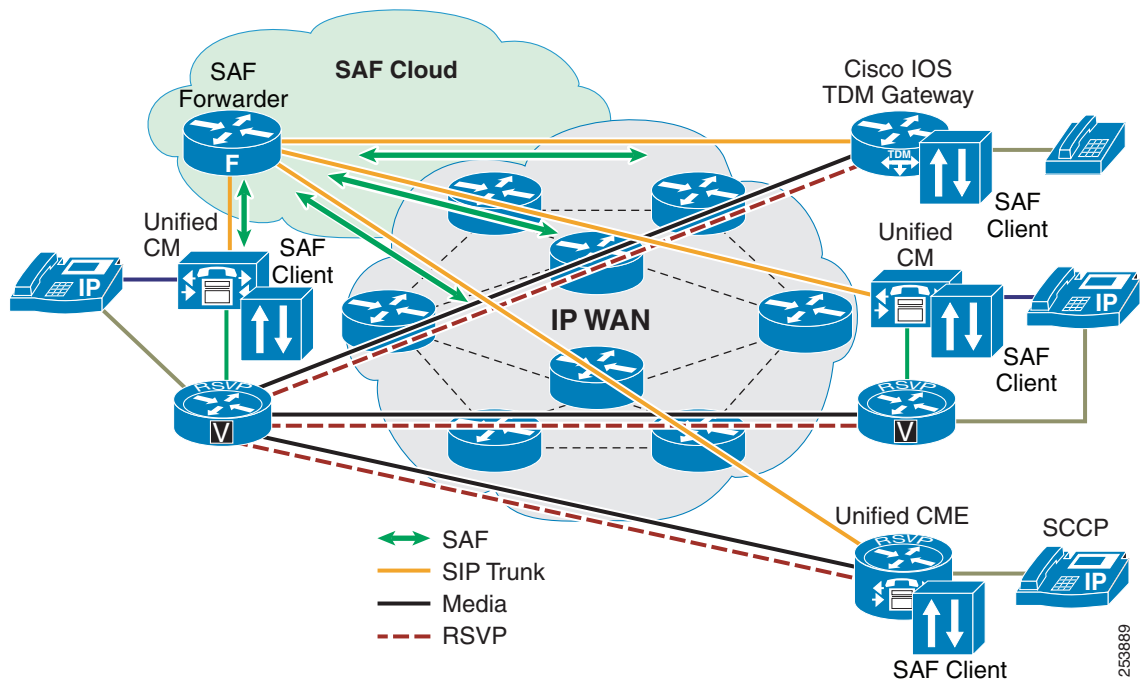 SAF Cloud
SAF
Forwarder
F
Cisco IOS
TDM Gateway
TDM
SAF
Client
Unified
CM
SAF
Client
IP
Unified
CM
IP
SAF
Client
IP WAN
RSVP
V
RSVP
V
Unified CME
RSVP
SCCP
IP
SAF Client
SAF
SIP Trunk
Media
RSVP
253889